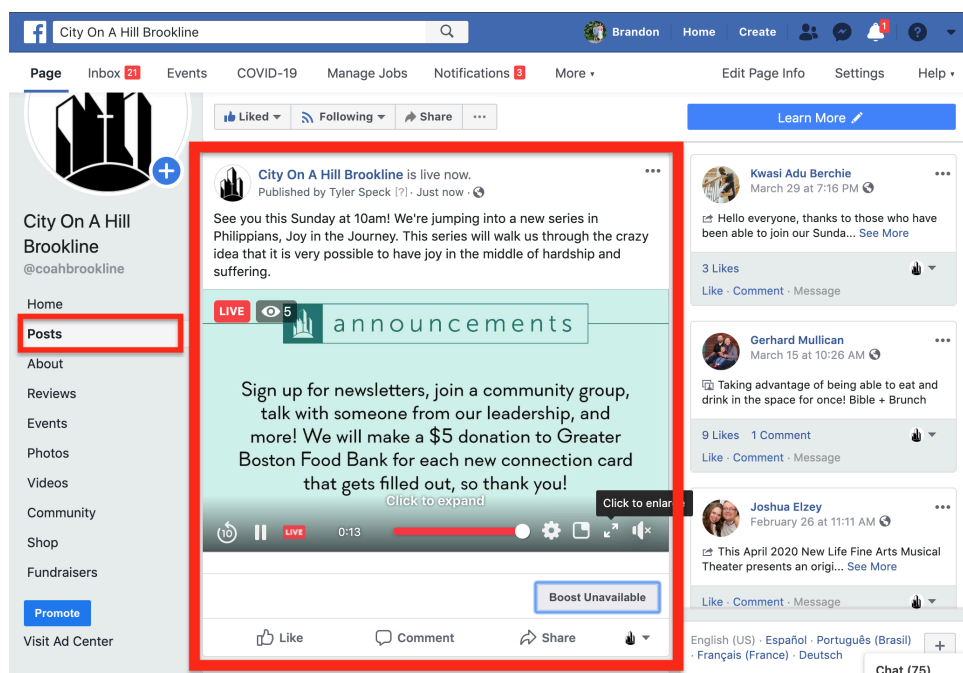 City On A Hill Brookline
Brandon
Home
Create
1
Page
Inbox 21
Events
COVID-19
Manage Jobs
Notifications 3
More
Edit Page Info
Settings
Help
Liked
Following
Share
Learn More
City On A Hill
Brookline
@coahbrookline
Home
Posts
About
Reviews
Events
Photos
Videos
Community
Shop
Fundraisers
Promote
Visit Ad Center
City On A Hill Brookline is live now.
Published by Tyler Speck [?] · Just now ·
See you this Sunday at 10am! We're jumping into a new series in
Philippians, Joy in the Journey. This series will walk us through the crazy
idea that it is very possible to have joy in the middle of hardship and
suffering.
LIVE
5
announcements
Sign up for newsletters, join a community group,
talk with someone from our leadership, and
more! We will make a $5 donation to Greater
Boston Food Bank for each new connection card
that gets filled out, so thank you!
Click to expand
Click to enlarge
10
LIVE
0:13
Boost Unavailable
Like
Comment
Share
Kwasi Adu Berchie
March 29 at 7:16 PM
Hello everyone, thanks to those who have
been able to join our Sunda... See More
3 Likes
Like · Comment · Message
Gerhard Mullican
March 15 at 10:26 AM
Taking advantage of being able to eat and
drink in the space for once! Bible + Brunch
9 Likes 1 Comment
Like · Comment · Message
Joshua Elzey
February 26 at 11:11 AM
This April 2020 New Life Fine Arts Musical
Theater presents an origi... See More
Like · Comment · Message
English (US) · Español · Português (Brasil)
· Français (France) · Deutsch
Chat (75)